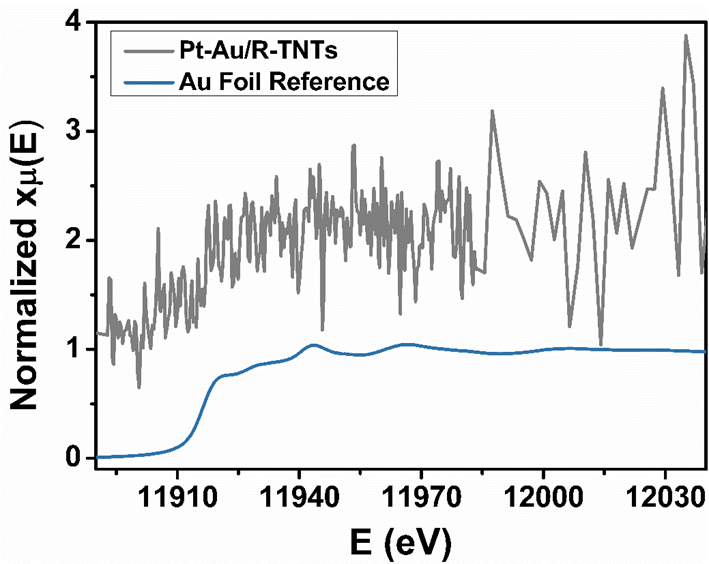 4
3
2
1
0
Normalized xμ(E)
Pt-Au/R-TNTs
Au Foil Reference
11910 11940 11970 12000 12030
E (eV)